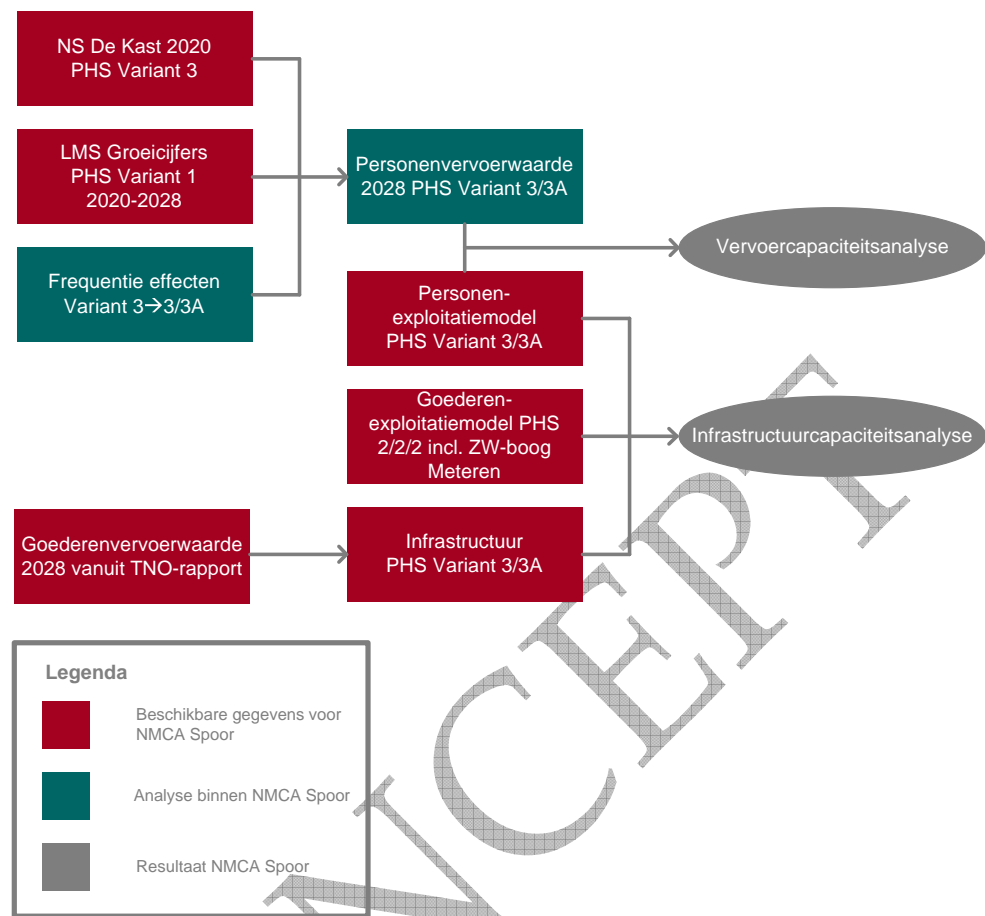 NS De Kast 2020
PHS Variant 3
LMS Groeicijfers
PHS Variant 1
2020-2028
Frequentie effecten
Variant 3→3/3A
Personenvervoerwaarde
2028 PHS Variant 3/3A
Vervoercapaciteitsanalyse
Personen-
exploitatiemodel
PHS Variant 3/3A
Goederen-
exploitatiemodel PHS
2/2/2 incl. ZW-boog
Meteren
Infrastructuurcapaciteitsanalyse
Goederenvervoerwaarde
2028 vanuit TNO-rapport
Infrastructuur
PHS Variant 3/3A
Legenda
Beschikbare gegevens voor
NMCA Spoor
Analyse binnen NMCA Spoor
Resultaat NMCA Spoor
NCEPT